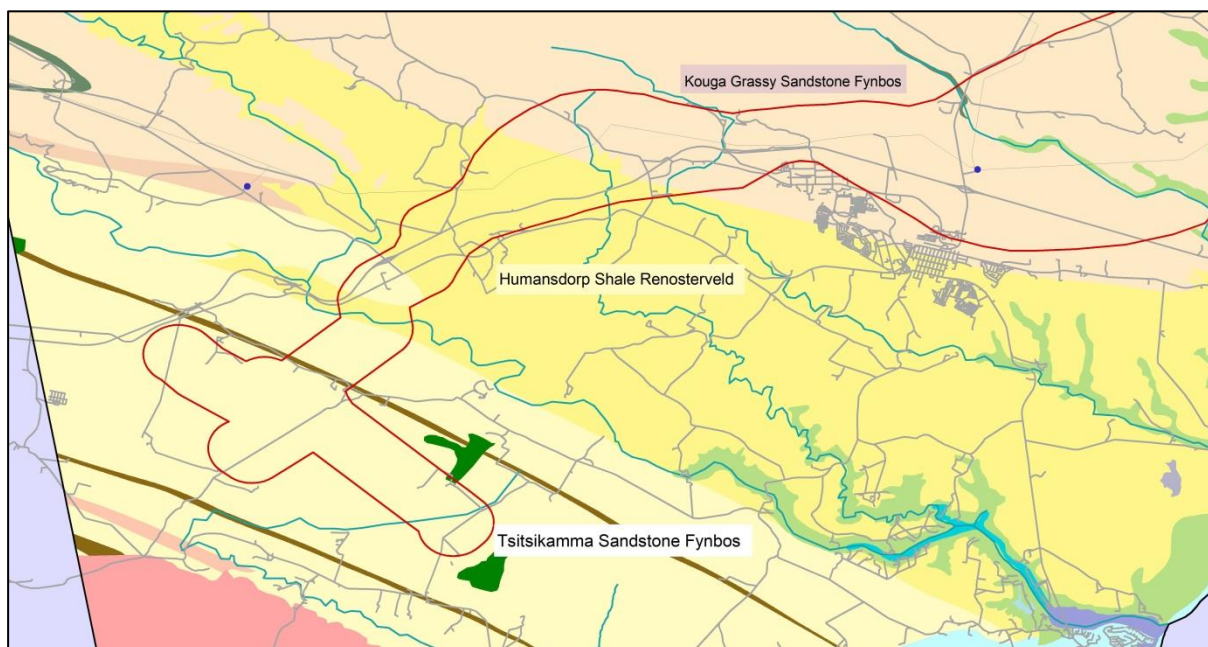 Kouga Grassy Sandstone Fynbos
Humansdorp Shale Renosterveld
Tsitsikamma Sandstone Fynbos